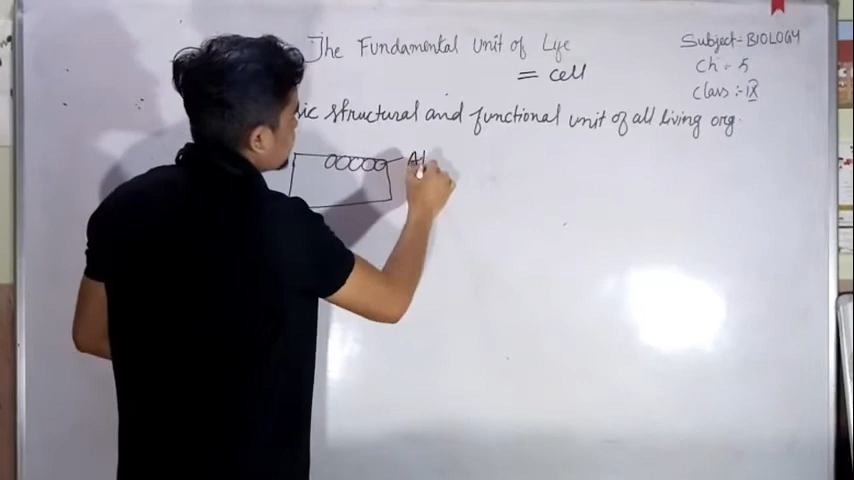 The Fundamental unit of Life
= cell
Subject:- BIOLOGY
Ch:- 5
Class :- IX
sic structural and functional unit of all living org.
Al